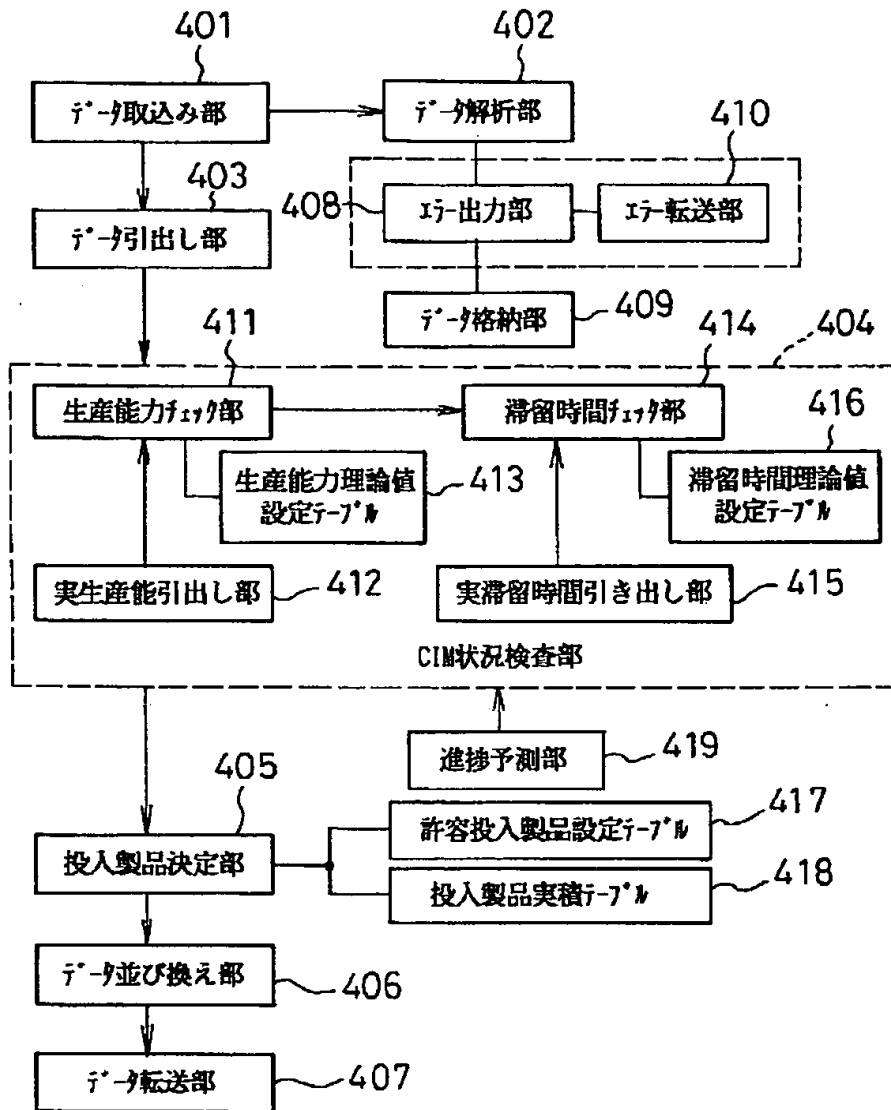 401
402
データ取込み部
データ解析部
410
403
408
エラー出力部
エラー転送部
データ引出し部
データ格納部
409
411
414
404
生産能力チェック部
滞留時間チェック部
416
生産能力理論値
設定テーブル
413
滞留時間理論値
設定テーブル
実生産能引出し部
412
実滞留時間引き出し部
415
CIM状況検査部
進捗予測部
419
405
許容投入製品設定テーブル
417
投入製品決定部
投入製品実積テーブル
418
データ並び換え部
406
データ転送部
407